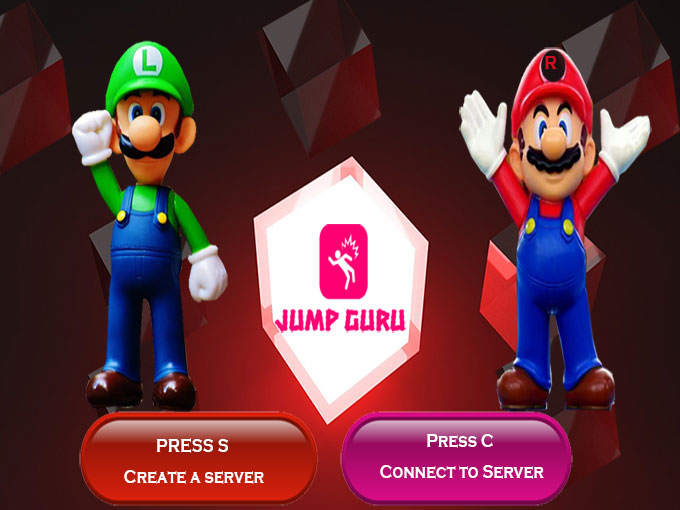 L
R
JUMP GURU
PRESS S
CREATE A SERVER
PRESS C
CONNECT TO SERVER